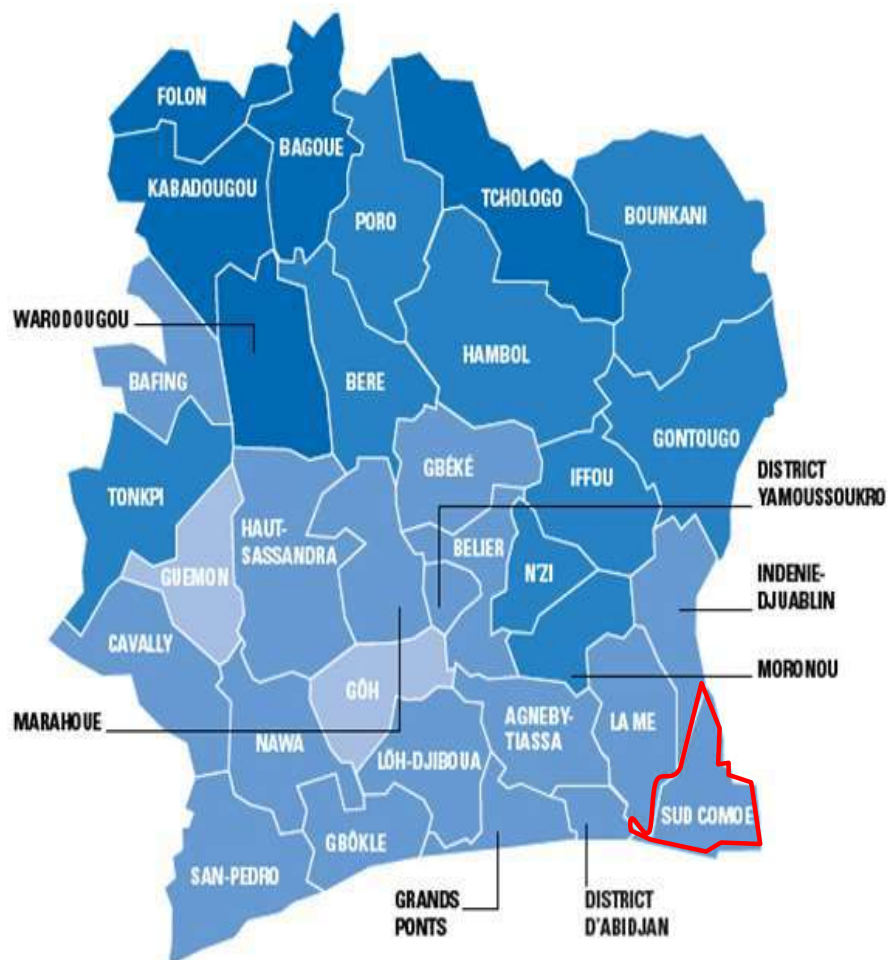 FOLON
BAGOUE
KABADOUGOU
TCHOLOGO
BOUNKANI
PORO
WARODOUGOU
HAMBOL
BAFING
BERE
GONTOUGO
GBÉKÉ
IFFOU
DISTRICT
YAMOUSSOUKRO
TONKPI
HAUT-
SASSANDRA
BELIER
GUEMON
N'ZI
INDENIE-
DJUABLIN
CAVALLY
MORONOU
GÔH
MARAHOUE
NAWA
AGNEBY-
TIASSA
LA ME
LÔH-DJIBOUA
SUD COMOE
GBÔKLE
SAN-PEDRO
GRANDS
PONTS
DISTRICT
D'ABIDJAN